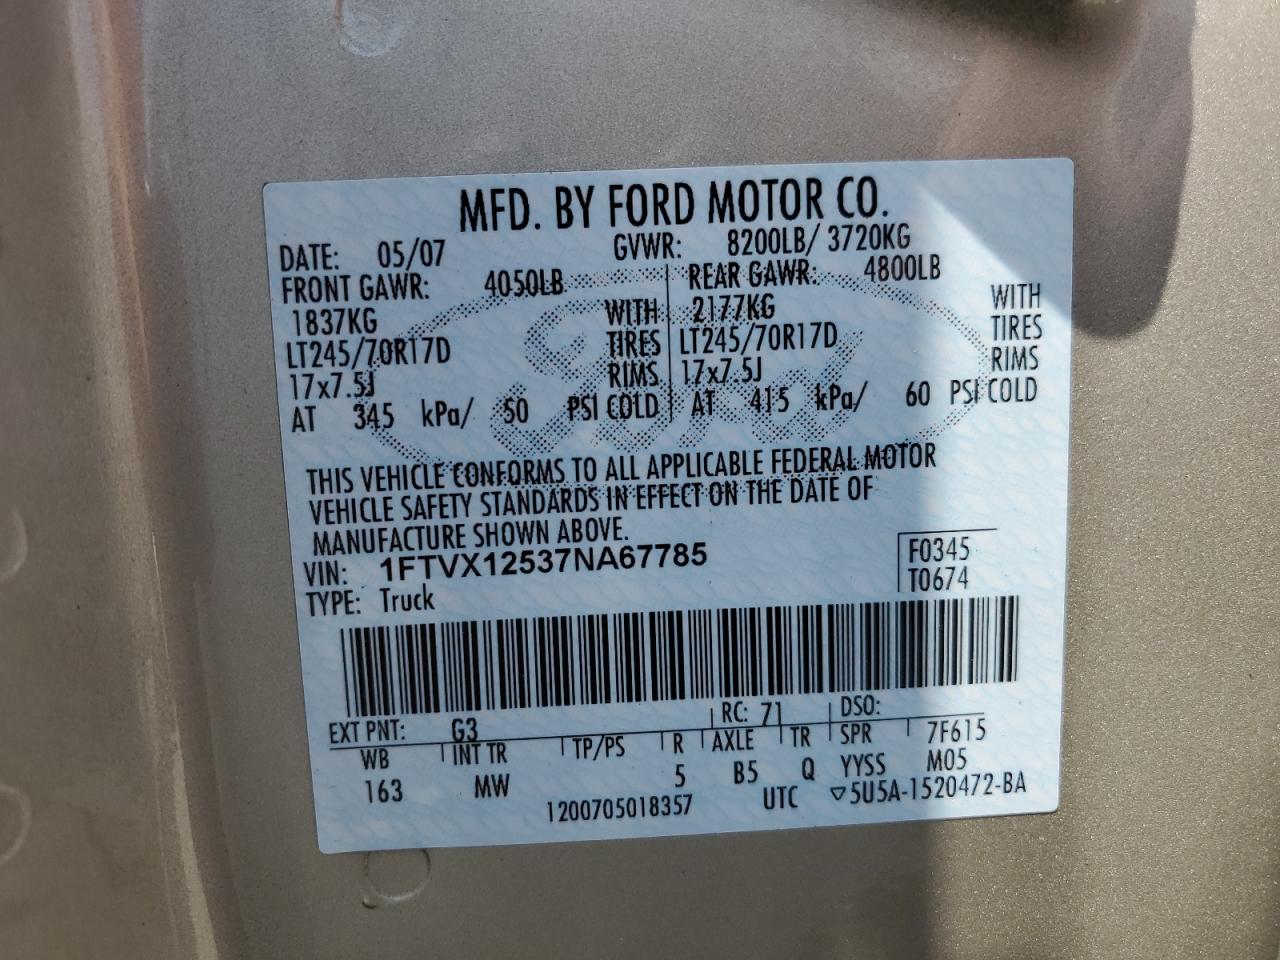 MFD. BY FORD MOTOR CO.
DATE: 05/07 GVWR: 8200LB/ 3720KG
FRONT GAWR: 4050LB REAR GAWR: 4800LB
1837KG WITH 2177KG WITH
LT245/70R17D TIRES LT245/70R17D TIRES
17x7.5J RIMS 17x7.5J RIMS
AT 345 kPa/ 50 PSI COLD AT 415 kPa/ 60 PSI COLD
Ford
THIS VEHICLE CONFORMS TO ALL APPLICABLE FEDERAL MOTOR
VEHICLE SAFETY STANDARDS IN EFFECT ON THE DATE OF
MANUFACTURE SHOWN ABOVE.
VIN: 1FTVX12537NA67785 F0345
TYPE: Truck T0674
EXT PNT: G3 RC: 71 DSO:
WB INT TR TP/PS R AXLE TR SPR 7F615
163 MW 5 B5 Q YYSS M05
1200705018357 UTC ▽5U5A-1520472-BA